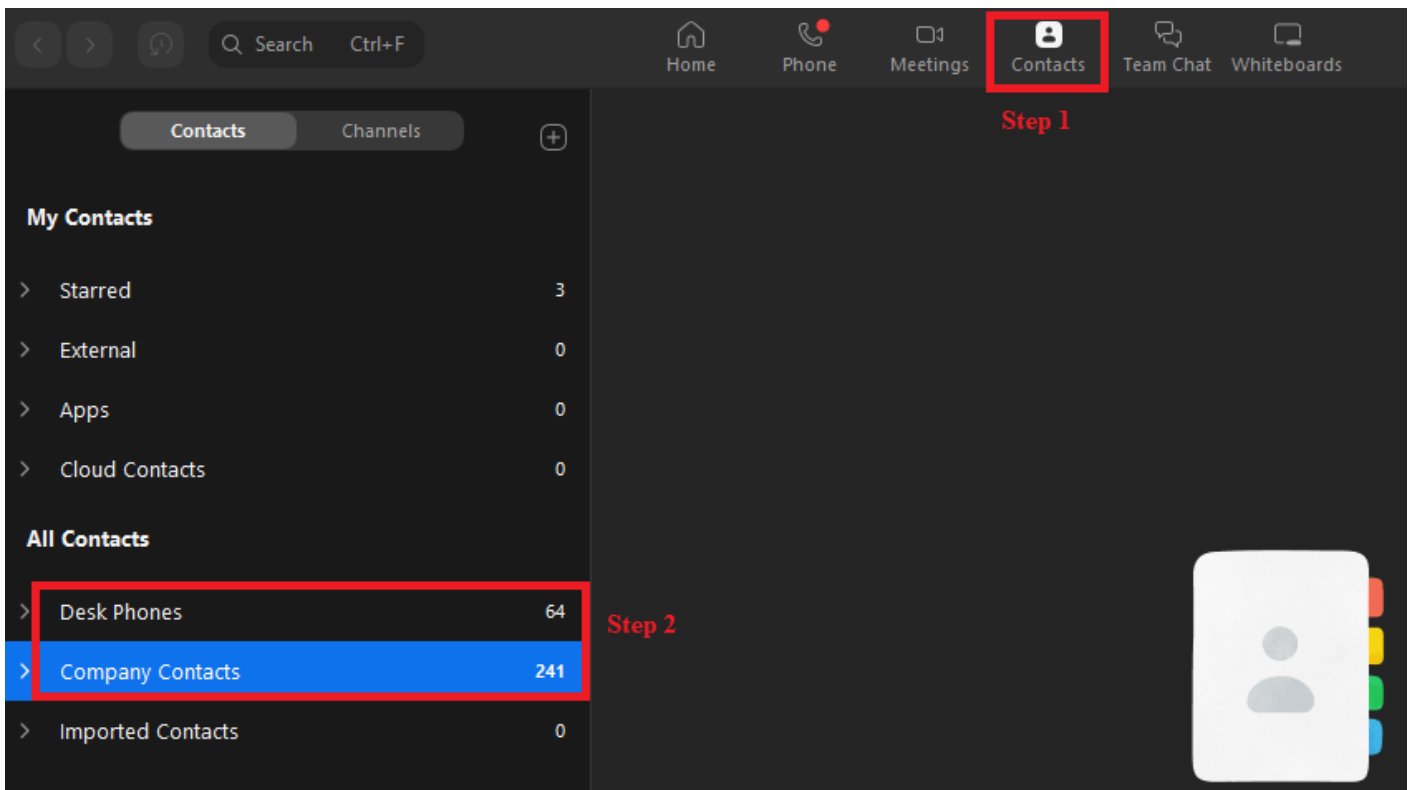 Search Ctrl+F
Home Phone Meetings Contacts Team Chat Whiteboards
Step 1
Contacts Channels
My Contacts
Starred 3
External 0
Apps 0
Cloud Contacts 0
All Contacts
Desk Phones 64
Step 2
Company Contacts 241
Imported Contacts 0